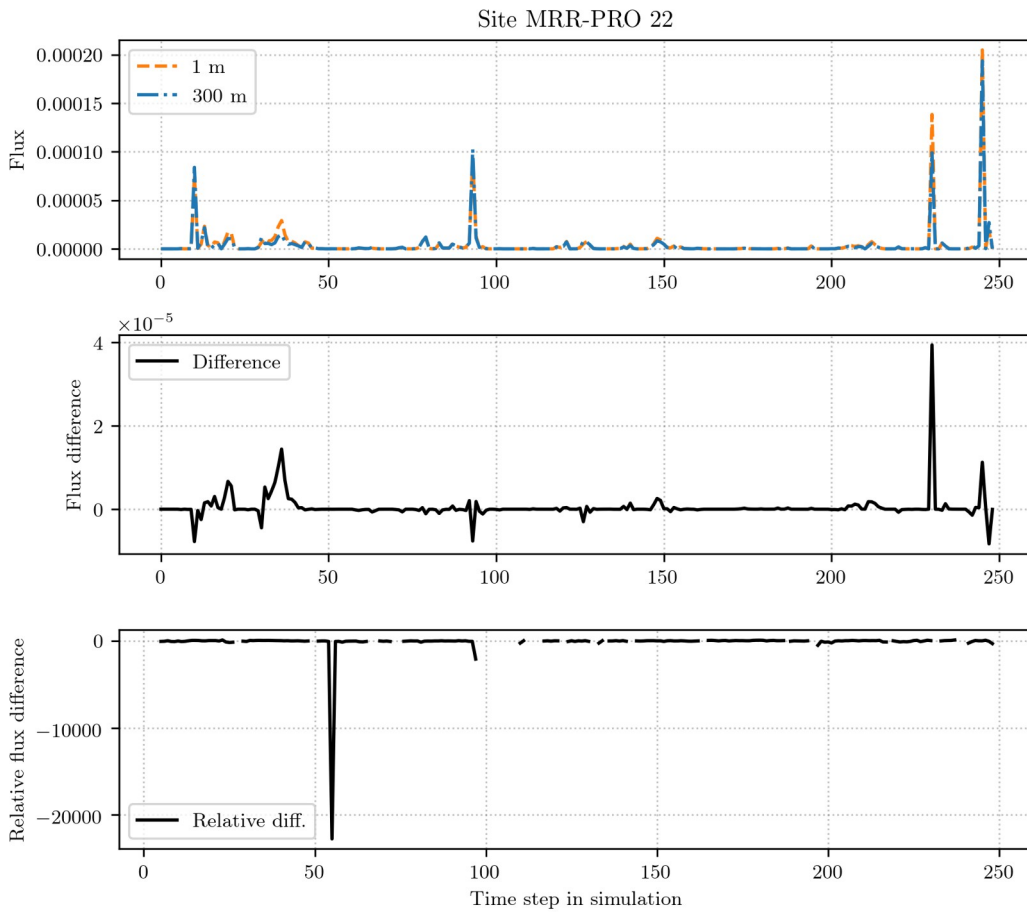 Site MRR-PRO 22
Flux
0.00020
0.00015
0.00010
0.00005
0.00000
1 m
300 m
0 50 100 150 200 250
×10⁻⁵
Flux difference
4
2
0
Difference
0 50 100 150 200 250
Relative flux difference
0
−10000
−20000
Relative diff.
0 50 100 150 200 250
Time step in simulation